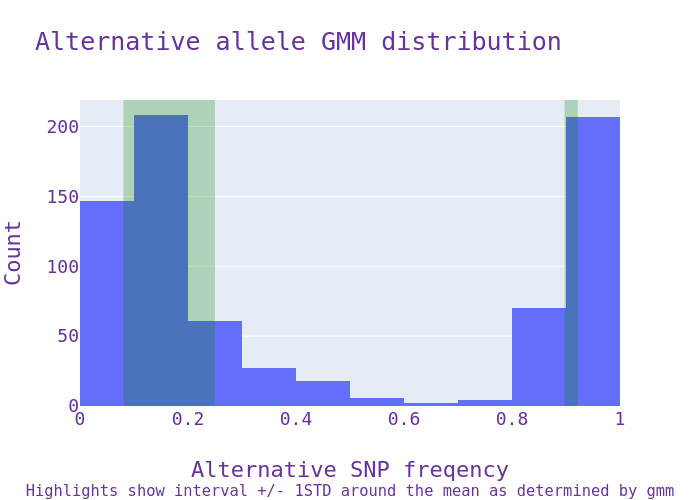 Alternative allele GMM distribution
Count
200
150
100
50
0
0 0.2 0.4 0.6 0.8 1
Alternative SNP freqency
Highlights show interval +/- 1STD around the mean as determined by gmm